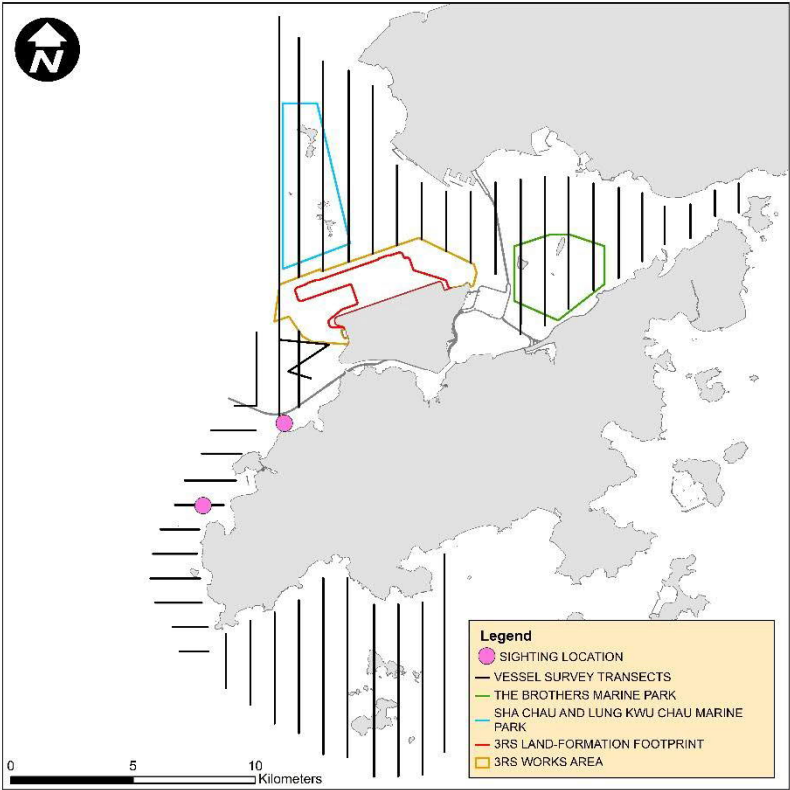 N
Legend
SIGHTING LOCATION
VESSEL SURVEY TRANSECTS
THE BROTHERS MARINE PARK
SHA CHAU AND LUNG KWU CHAU MARINE
PARK
3RS LAND-FORMATION FOOTPRINT
3RS WORKS AREA
0 5 10
Kilometers